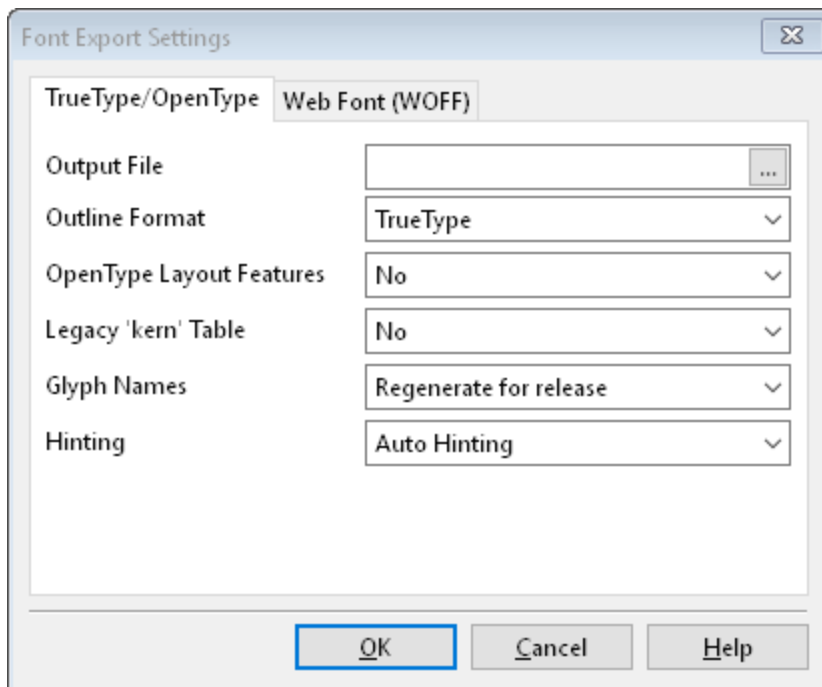 Font Export Settings
TrueType/OpenType
Web Font (WOFF)
Output File
...
Outline Format
TrueType
OpenType Layout Features
No
Legacy 'kern' Table
No
Glyph Names
Regenerate for release
Hinting
Auto Hinting
OK
Cancel
Help